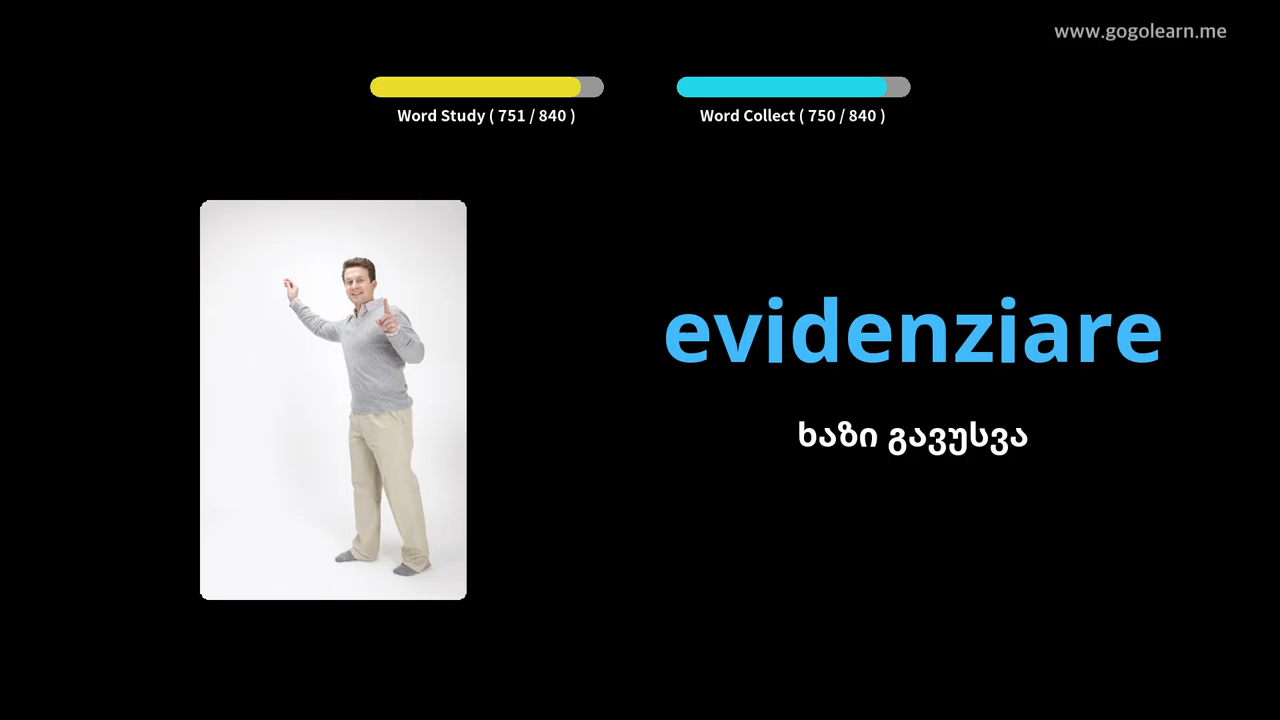 www.gogolearn.me
Word Study ( 751 / 840 )
Word Collect ( 750 / 840 )
evidenziare
ხაზი გავუსვა